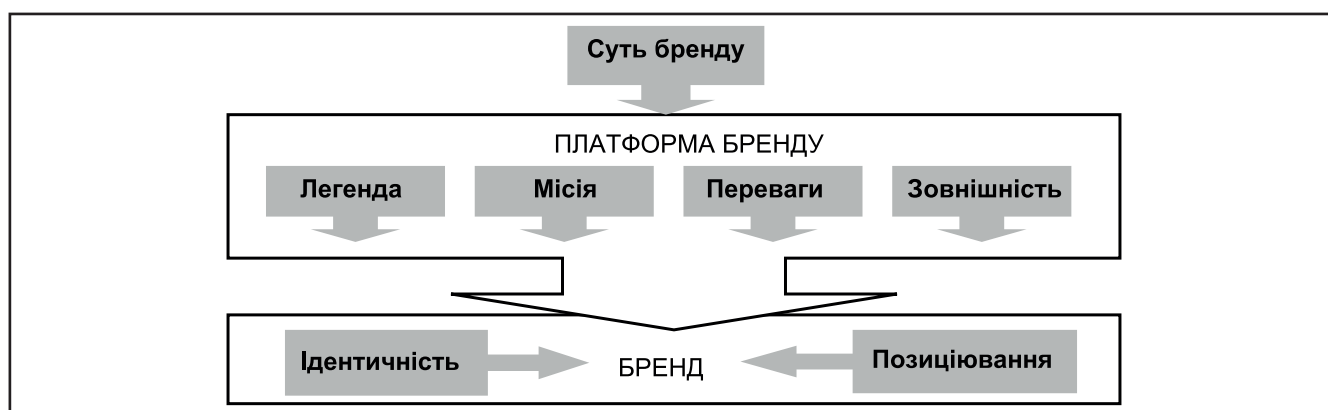 Суть бренду
ПЛАТФОРМА БРЕНДУ
Легенда
Місія
Переваги
Зовнішність
Ідентичність
БРЕНД
Позиціювання